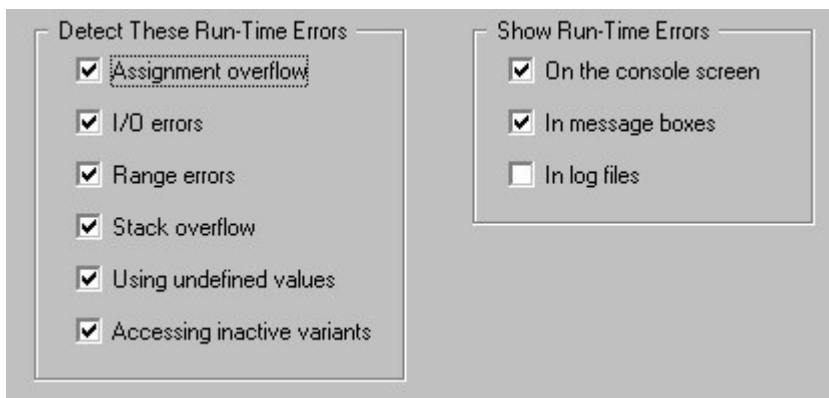 Detect These Run-Time Errors
Assignment overflow
I/O errors
Range errors
Stack overflow
Using undefined values
Accessing inactive variants
Show Run-Time Errors
On the console screen
In message boxes
In log files